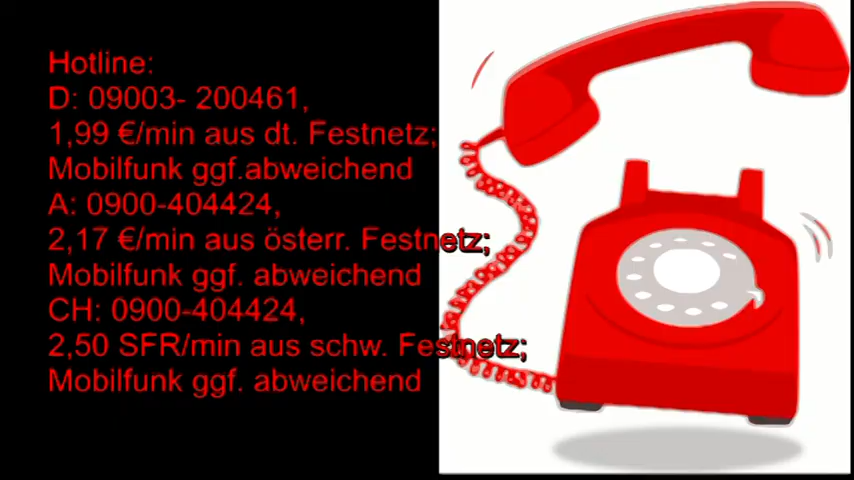 Hotline:
D: 09003- 200461,
1,99 €/min aus dt. Festnetz;
Mobilfunk ggf.abweichend
A: 0900-404424,
2,17 €/min aus österr. Festnetz;
Mobilfunk ggf. abweichend
CH: 0900-404424,
2,50 SFR/min aus schw. Festnetz;
Mobilfunk ggf. abweichend